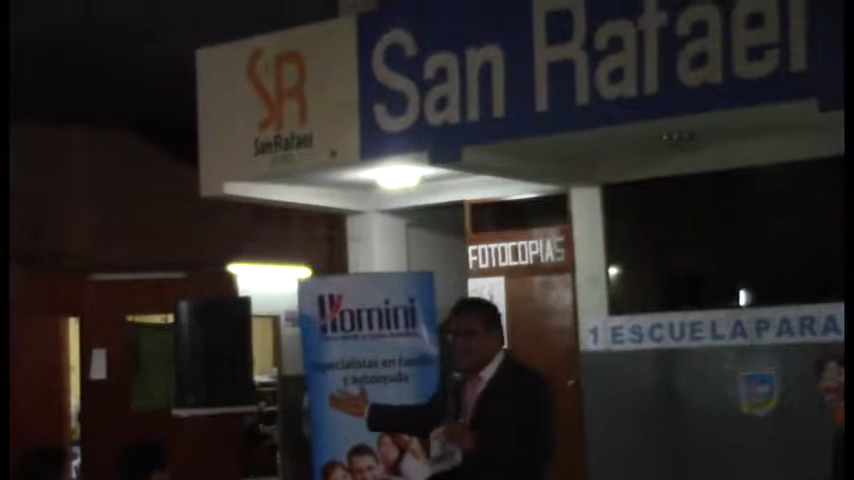 San Rafael
SR
San Rafael
FOTOCOPIAS
Homini
Especialistas en familia
y autoayuda
1 ESCUELA PARA